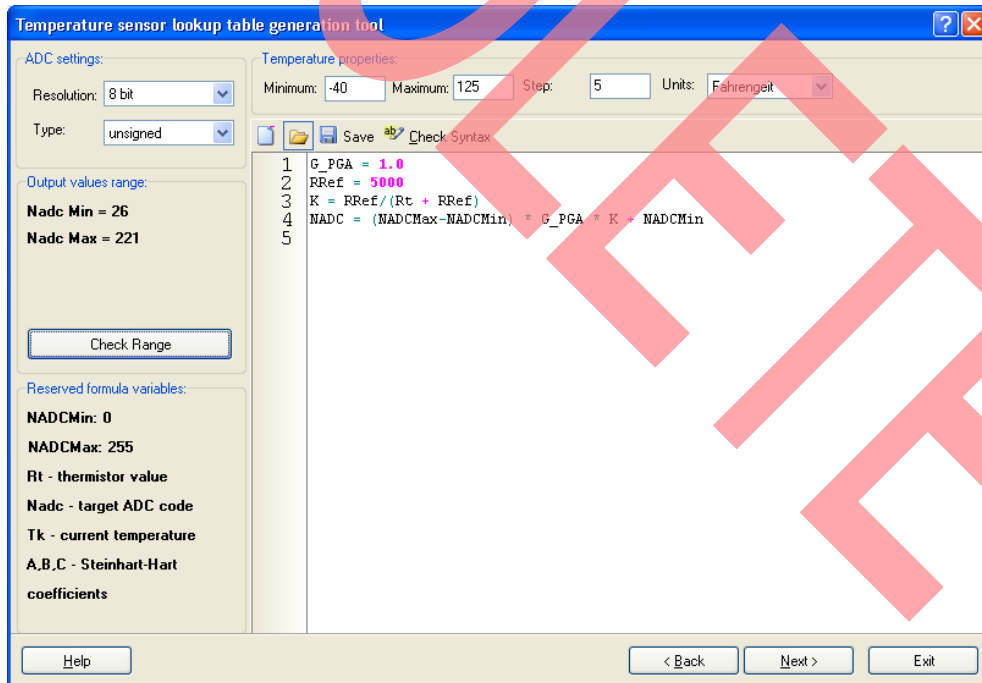 Temperature sensor lookup table generation tool
ADC settings:
Resolution: 8 bit
Type: unsigned
Temperature properties:
Minimum: -40 Maximum: 125 Step: 5 Units: Fahrengeit
Save Check Syntax
Output values range:
Nadc Min = 26
Nadc Max = 221
Check Range
1 G_PGA = 1.0
2 RRef = 5000
3 K = RRef/(Rt + RRef)
4 NADC = (NADCMax-NADCMin) * G_PGA * K + NADCMin
5
Reserved formula variables:
NADCMin: 0
NADCMax: 255
Rt - thermistor value
Nadc - target ADC code
Tk - current temperature
A,B,C - Steinhart-Hart
coefficients
Help < Back Next > Exit